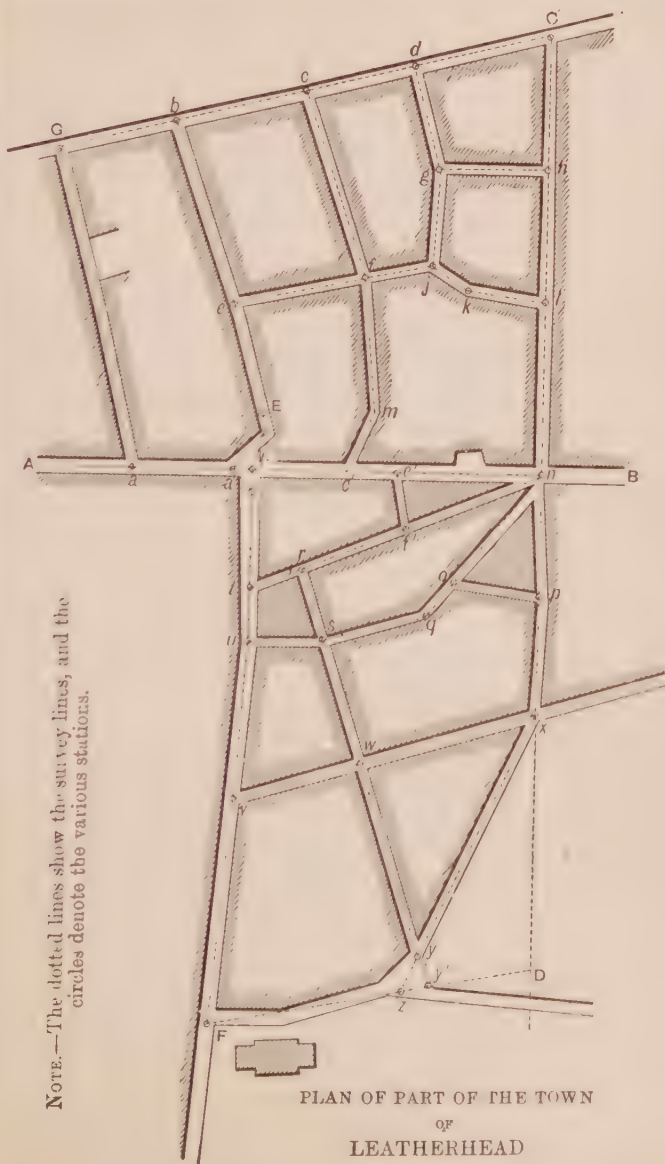 C
d
c
b
G
g
h
f
j
k
l
e
E
m
A
a
a'
c'
e'
n
B
f'
r
t
o
p
s
q
u
x
w
v
y
D
y'
z
F
NOTE.—The dotted lines show the survey lines, and the
circles denote the various stations.
PLAN OF PART OF THE TOWN
OF
LEATHERHEAD